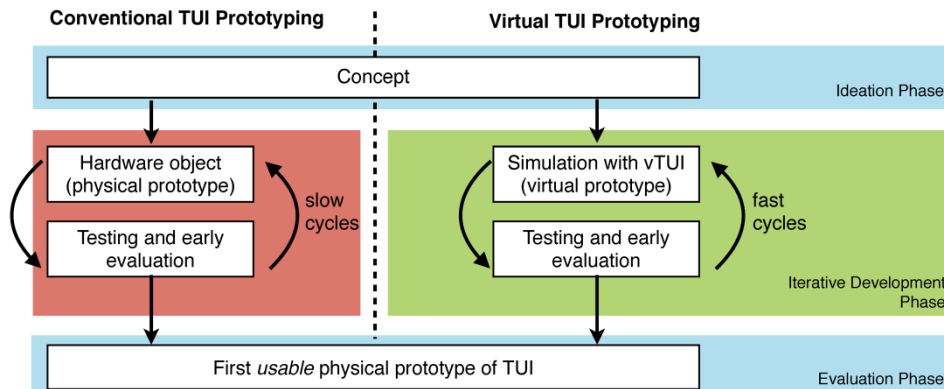 Conventional TUI Prototyping
Virtual TUI Prototyping
Concept
Ideation Phase
Hardware object
(physical prototype)
slow
cycles
Testing and early
evaluation
Simulation with vTUI
(virtual prototype)
fast
cycles
Testing and early
evaluation
Iterative Development
Phase
First usable physical prototype of TUI
Evaluation Phase